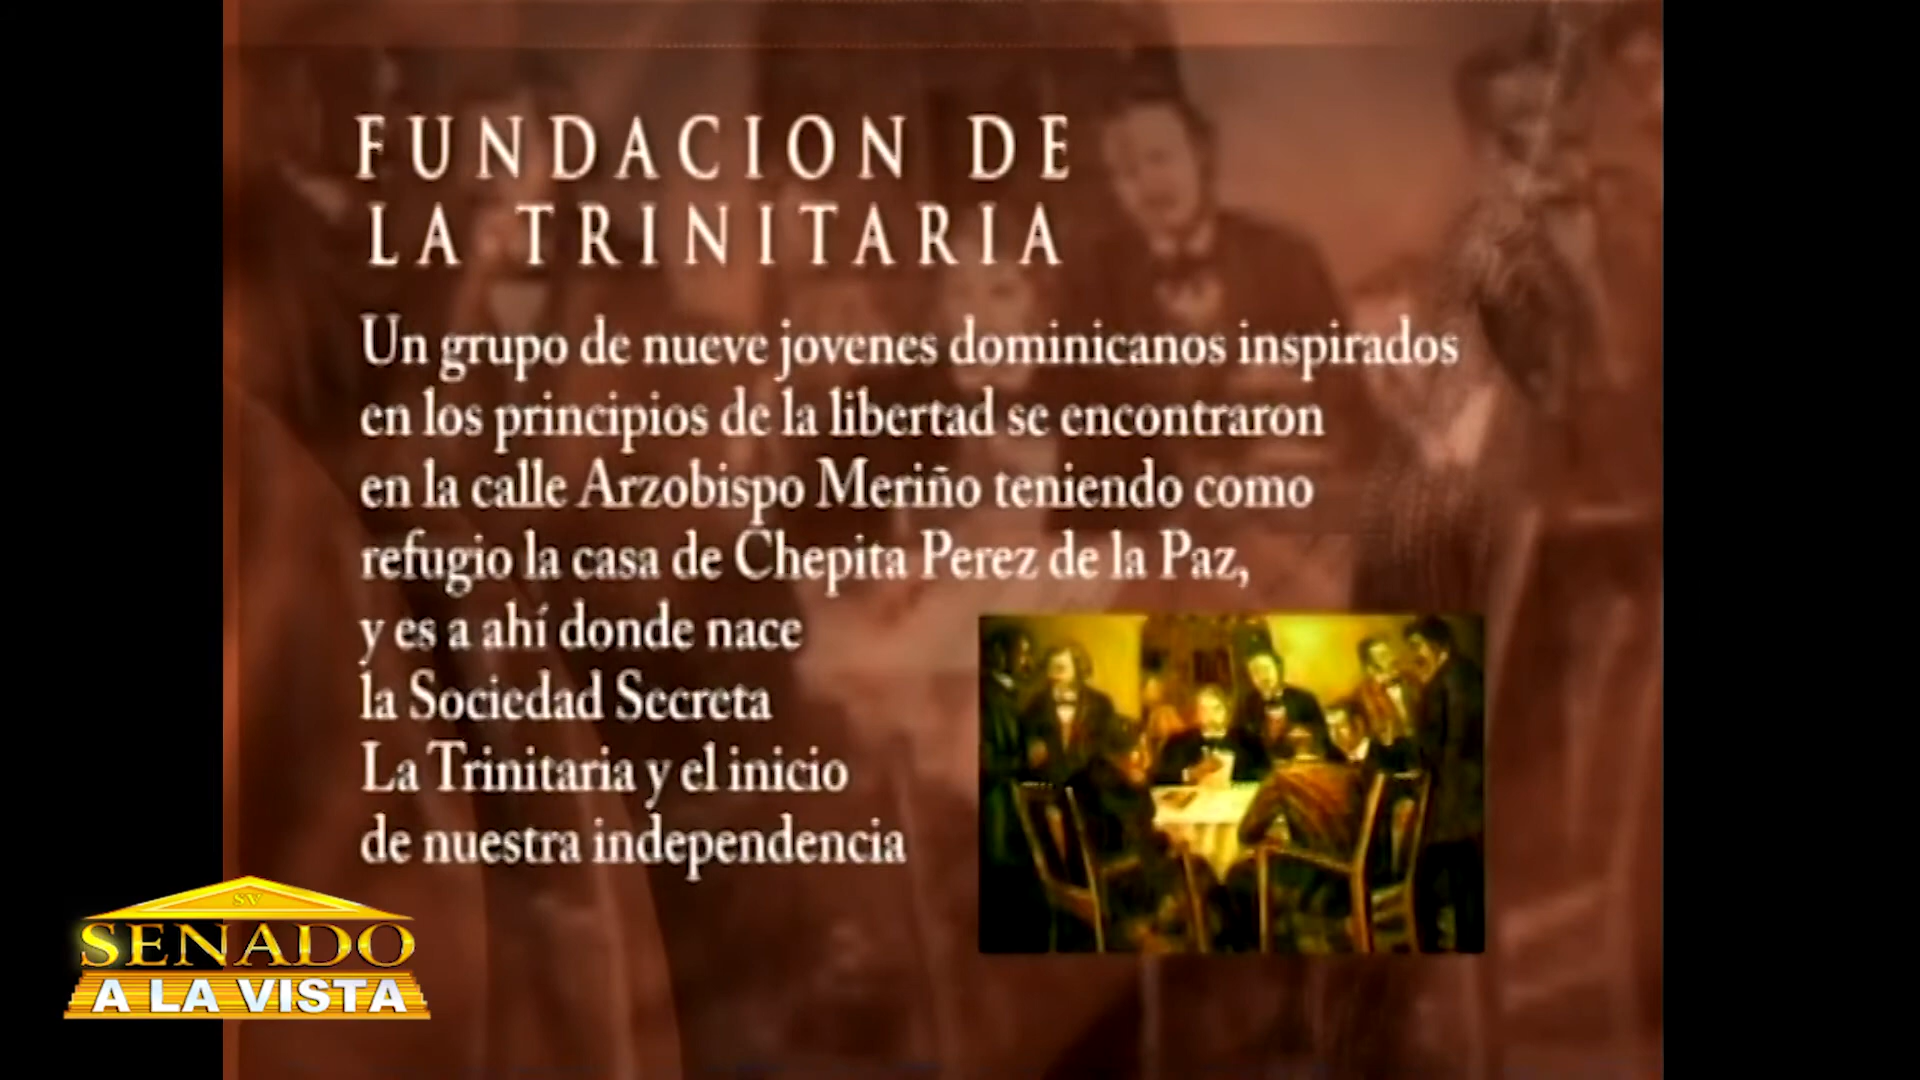 FUNDACION DE
LA TRINITARIA
Un grupo de nueve jovenes dominicanos inspirados
en los principios de la libertad se encontraron
en la calle Arzobispo Meriño teniendo como
refugio la casa de Chepita Perez de la Paz,
y es a ahí donde nace
la Sociedad Secreta
La Trinitaria y el inicio
de nuestra independencia
SV
SENADO
A LA VISTA